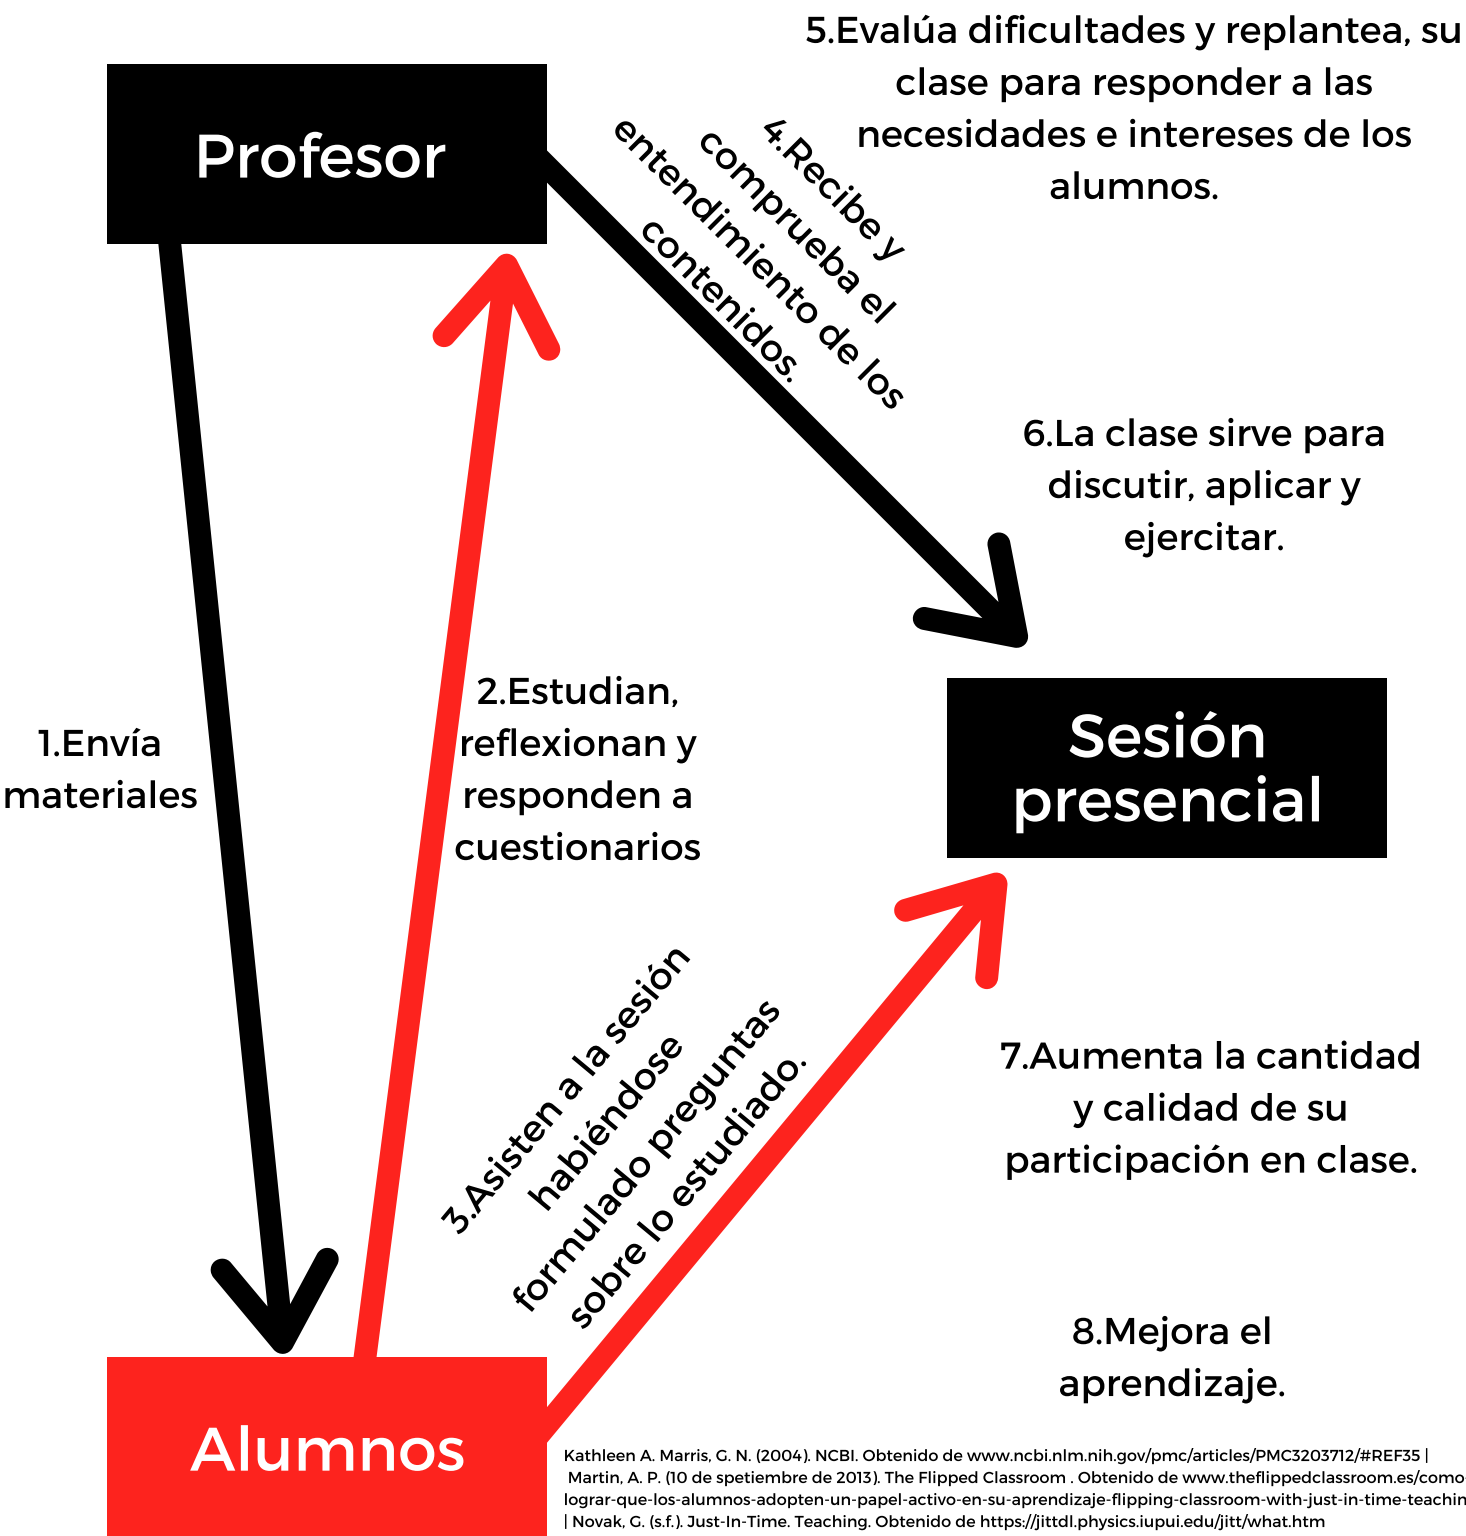 5.Evalúa dificultades y replantea, su
clase para responder a las
necesidades e intereses de los
alumnos.
Profesor
4.Recibe y
comprueba el
entendimiento de los
contenidos.
6.La clase sirve para
discutir, aplicar y
ejercitar.
1.Envía
materiales
2.Estudian,
reflexionan y
responden a
cuestionarios
Sesión
presencial
3.Asisten a la sesión
habiéndose
formulado preguntas
sobre lo estudiado.
7.Aumenta la cantidad
y calidad de su
participación en clase.
8.Mejora el
aprendizaje.
Alumnos
Kathleen A. Marris, G. N. (2004). NCBI. Obtenido de www.ncbi.nlm.nih.gov/pmc/articles/PMC3203712/#REF35 |
Martin, A. P. (10 de spetiembre de 2013). The Flipped Classroom . Obtenido de www.theflippedclassroom.es/como
lograr-que-los-alumnos-adopten-un-papel-activo-en-su-aprendizaje-flipping-classroom-with-just-in-time-teachin
| Novak, G. (s.f.). Just-In-Time. Teaching. Obtenido de https://jittdl.physics.iupui.edu/jitt/what.htm